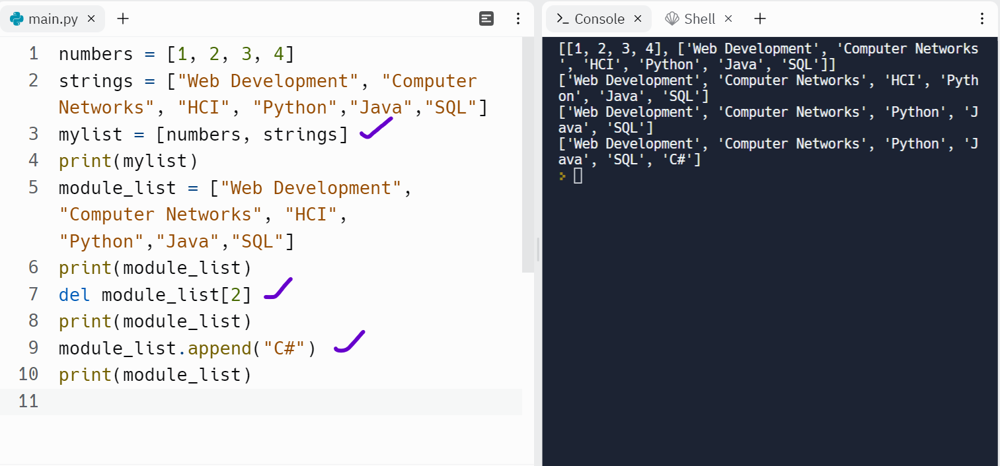 main.py
1 numbers = [1, 2, 3, 4]
2 strings = ["Web Development", "Computer
Networks", "HCI", "Python","Java","SQL"]
3 mylist = [numbers, strings]
4 print(mylist)
5 module_list = ["Web Development",
"Computer Networks", "HCI",
"Python","Java","SQL"]
6 print(module_list)
7 del module_list[2]
8 print(module_list)
9 module_list.append("C#")
10 print(module_list)
11
Console
Shell
[[1, 2, 3, 4], ['Web Development', 'Computer Networks
', 'HCI', 'Python', 'Java', 'SQL']]
['Web Development', 'Computer Networks', 'HCI', 'Pyth
on', 'Java', 'SQL']
['Web Development', 'Computer Networks', 'Python', 'J
ava', 'SQL']
['Web Development', 'Computer Networks', 'Python', 'J
ava', 'SQL', 'C#']